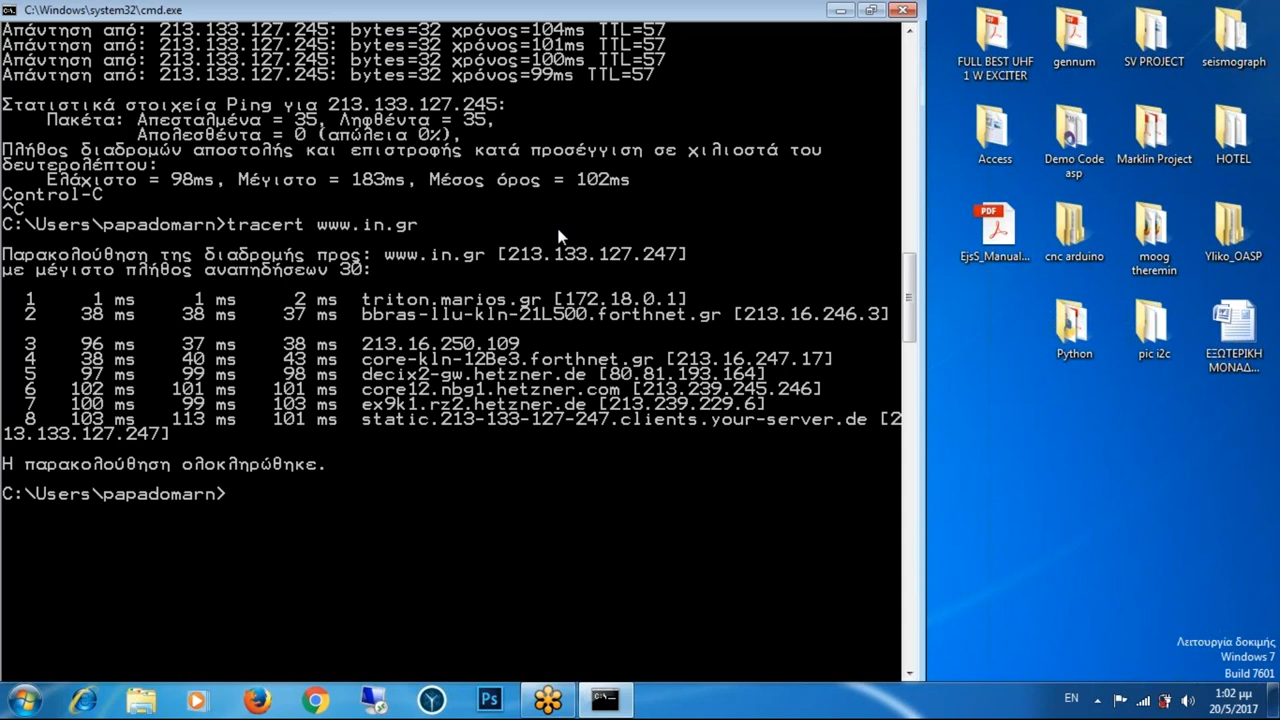 C:\Windows\system32\cmd.exe
Απάντηση από: 213.133.127.245: bytes=32 χρόνος=104ms TTL=57
Απάντηση από: 213.133.127.245: bytes=32 χρόνος=101ms TTL=57
Απάντηση από: 213.133.127.245: bytes=32 χρόνος=100ms TTL=57
Απάντηση από: 213.133.127.245: bytes=32 χρόνος=99ms TTL=57
Στατιστικά στοιχεία Ping για 213.133.127.245:
Πακέτα: Απεσταλμένα = 35, Ληφθέντα = 35,
Απολεσθέντα = 0 (απώλεια 0%),
Πλήθος διαδρομών αποστολής και επιστροφής κατά προσέγγιση σε χιλιοστά του
δευτερολέπτου:
Ελάχιστο = 98ms, Μέγιστο = 183ms, Μέσος όρος = 102ms
Control-C
^C
C:\Users\papadomarn>tracert www.in.gr
Παρακολούθηση της διαδρομής προς: www.in.gr [213.133.127.247]
με μέγιστο πλήθος αναπηδήσεων 30:
1 1 ms 1 ms 2 ms triton.marios.gr [172.18.0.1]
2 38 ms 38 ms 37 ms bbras-llu-kln-21L500.forthnet.gr [213.16.246.3]
3 96 ms 37 ms 38 ms 213.16.250.109
4 38 ms 40 ms 43 ms core-kln-12Be3.forthnet.gr [213.16.247.17]
5 97 ms 99 ms 98 ms decix2-gw.hetzner.de [80.81.193.164]
6 102 ms 101 ms 101 ms core12.nbg1.hetzner.com [213.239.245.246]
7 100 ms 99 ms 103 ms ex9k1.rz2.hetzner.de [213.239.229.6]
8 103 ms 113 ms 101 ms static.213-133-127-247.clients.your-server.de [2
13.133.127.247]
Η παρακολούθηση ολοκληρώθηκε.
C:\Users\papadomarn>
FULL BEST UHF
1 W EXCITER
gennum
SV PROJECT
seismograph
Access
Demo Code
asp
Marklin Project
HOTEL
PDF
EjsS_Manual...
cnc arduino
moog
theremin
Yliko_OASP
Python
pic i2c
ΕΞΩΤΕΡΙΚΗ
ΜΟΝΑΔ...
Λειτουργία δοκιμής
Windows 7
Build 7601
Ps
C:\
EN
1:02 μμ
20/5/2017